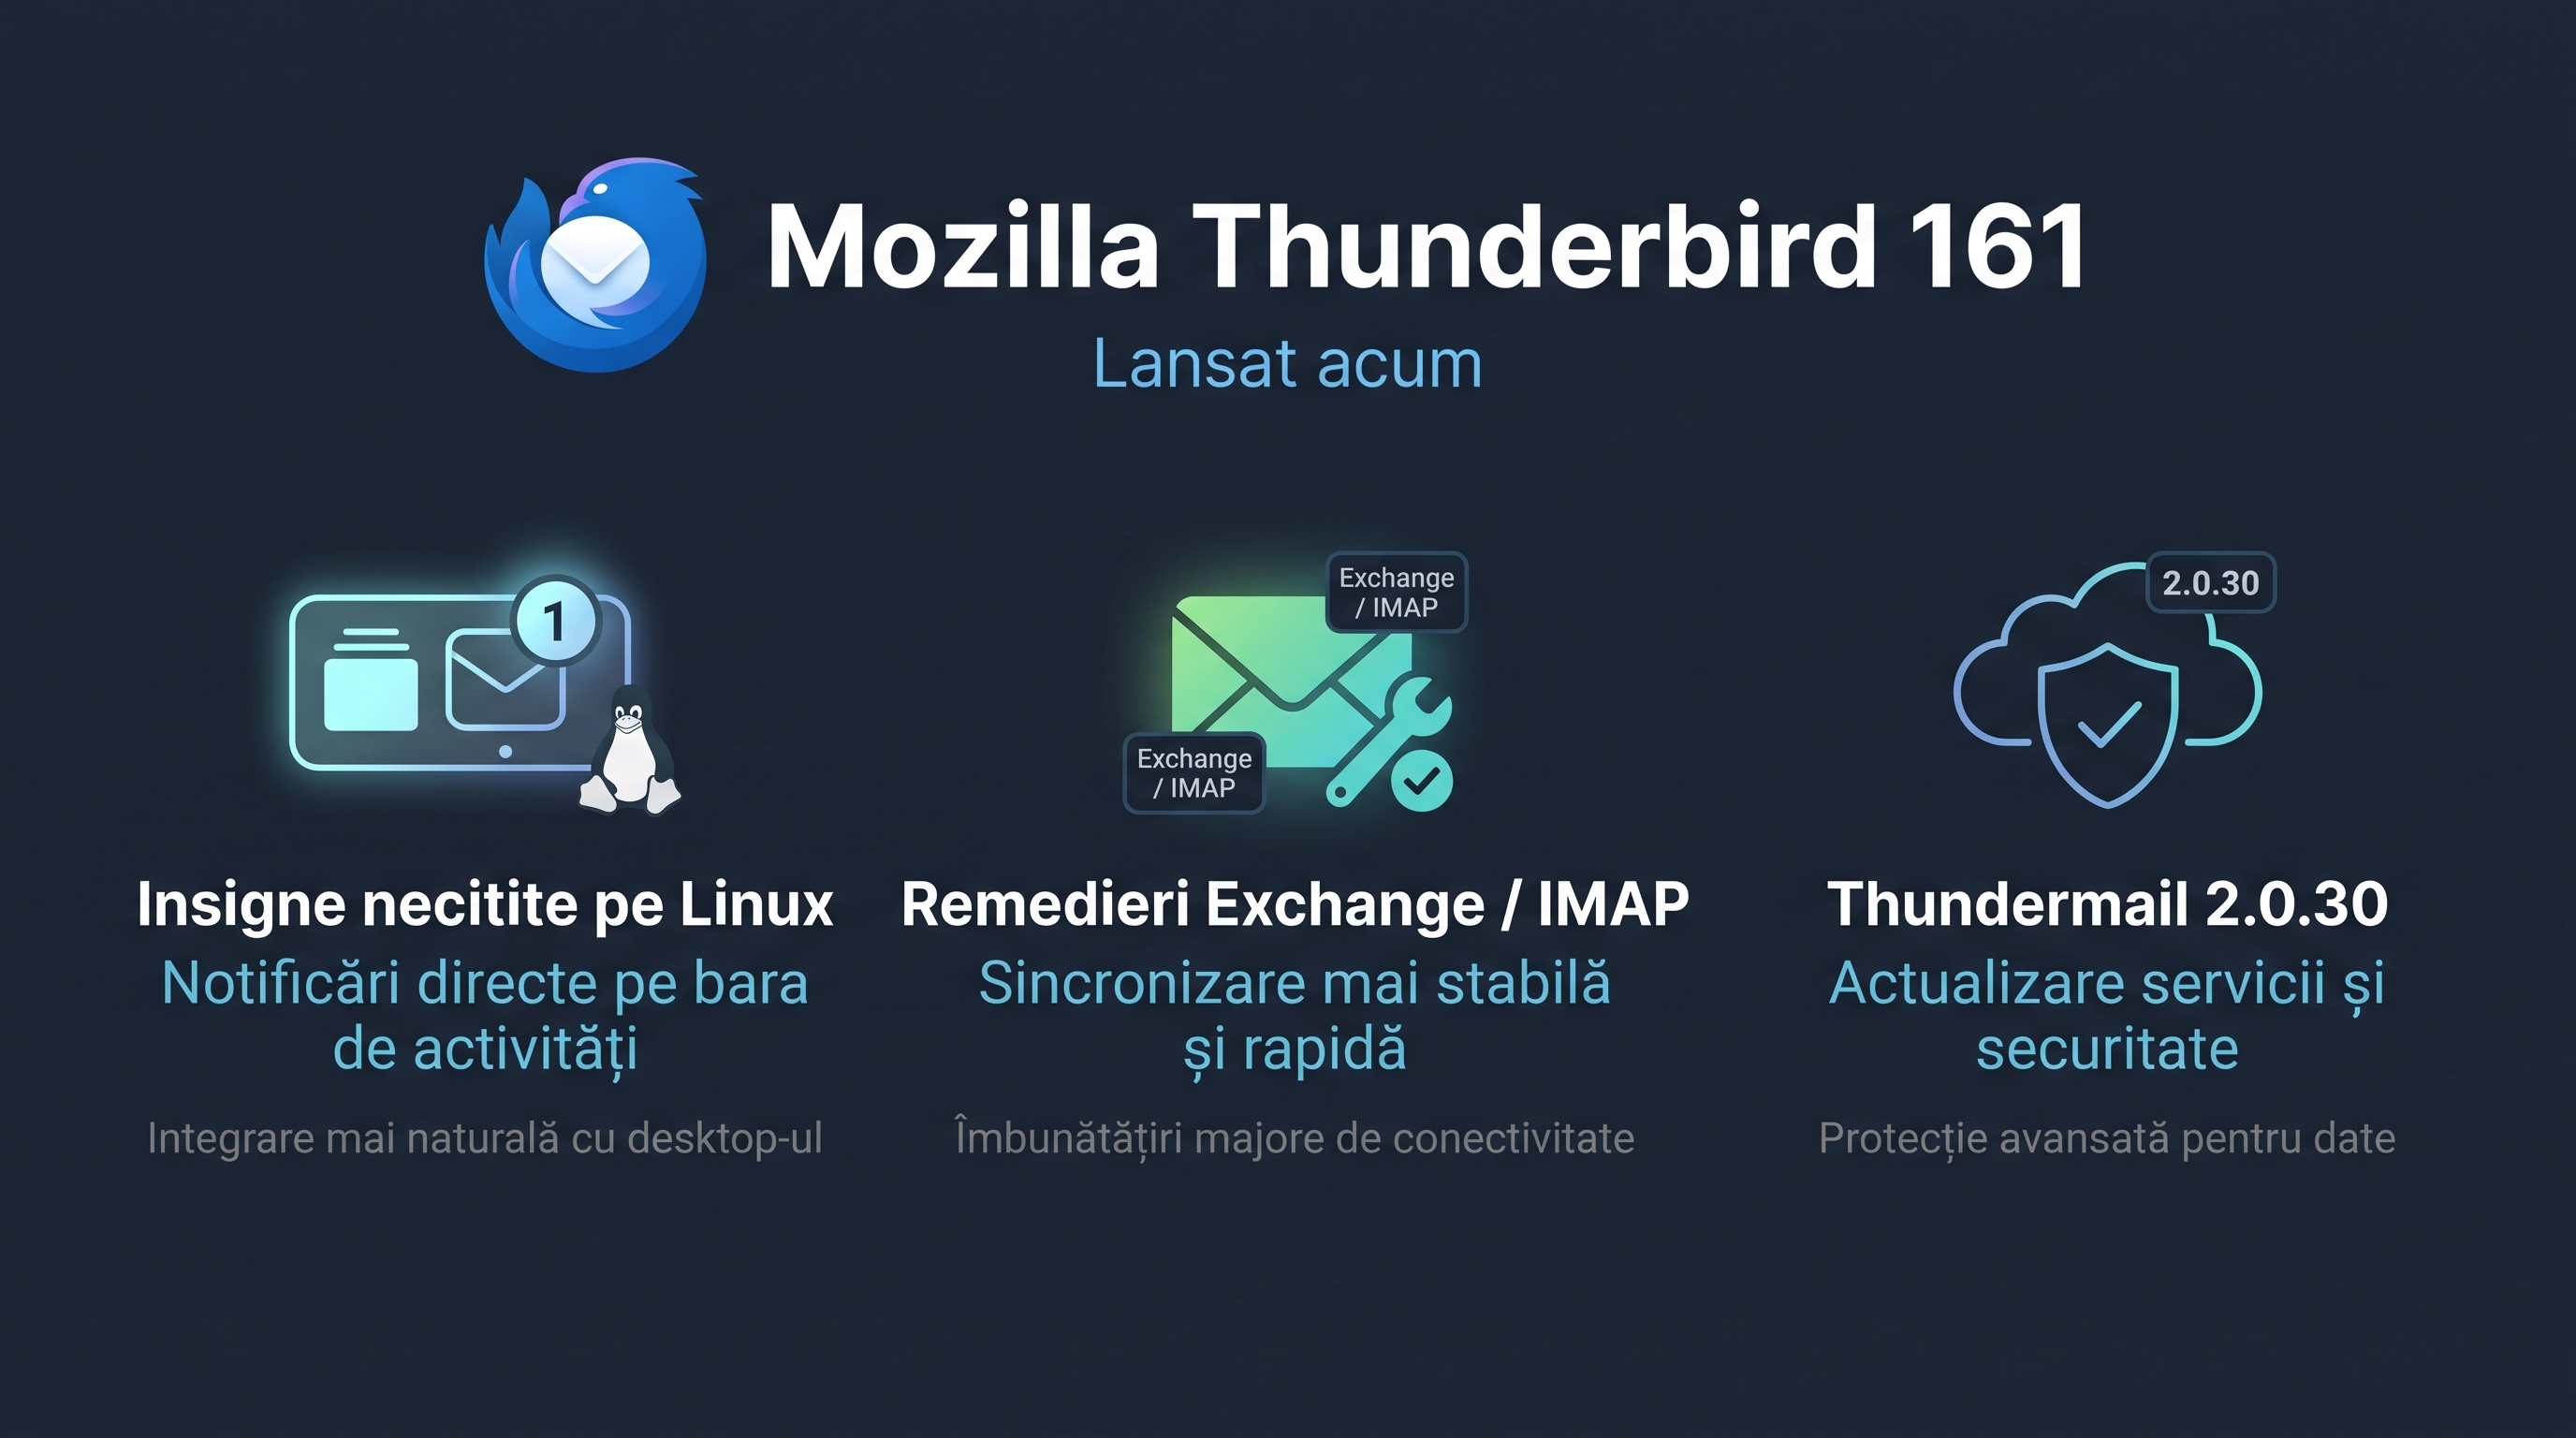 Mozilla Thunderbird 161
Lansat acum
1
Exchange
/ IMAP
Exchange
/ IMAP
2.0.30
Insigne necitite pe Linux
Notificări directe pe bara
de activități
Integrare mai naturală cu desktop-ul
Remedieri Exchange / IMAP
Sincronizare mai stabilă
și rapidă
Îmbunătățiri majore de conectivitate
Thundermail 2.0.30
Actualizare servicii și
securitate
Protecție avansată pentru date